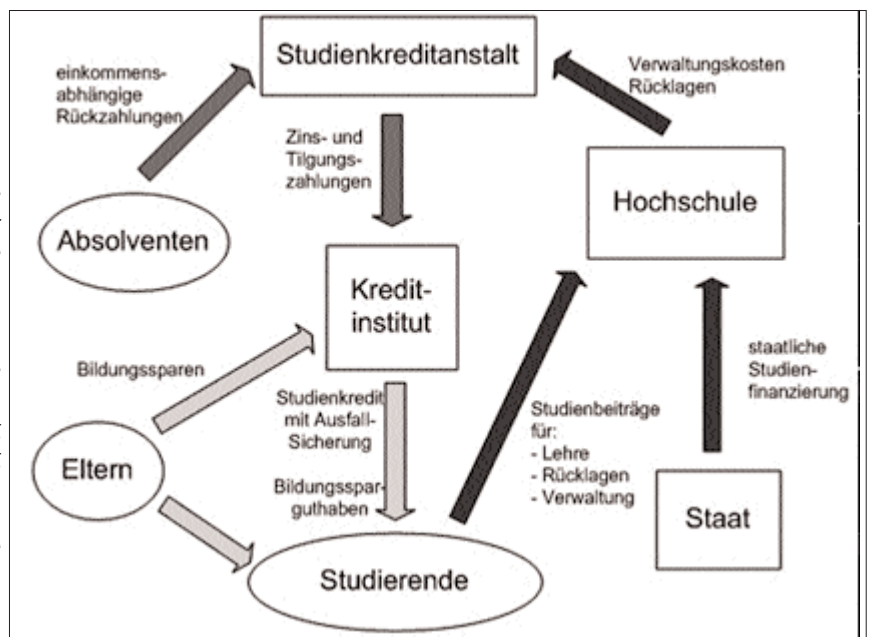 Studienkreditanstalt
einkommens-
abhängige
Rückzahlungen
Verwaltungskosten
Rücklagen
Zins- und
Tilgungs-
zahlungen
Hochschule
Absolventen
Kredit-
institut
Bildungssparen
staatliche
Studien-
finanzierung
Studienkredit
mit Ausfall-
Sicherung
Studienbeiträge
für:
- Lehre
- Rücklagen
- Verwaltung
Eltern
Bildungsspar-
guthaben
Staat
Studierende